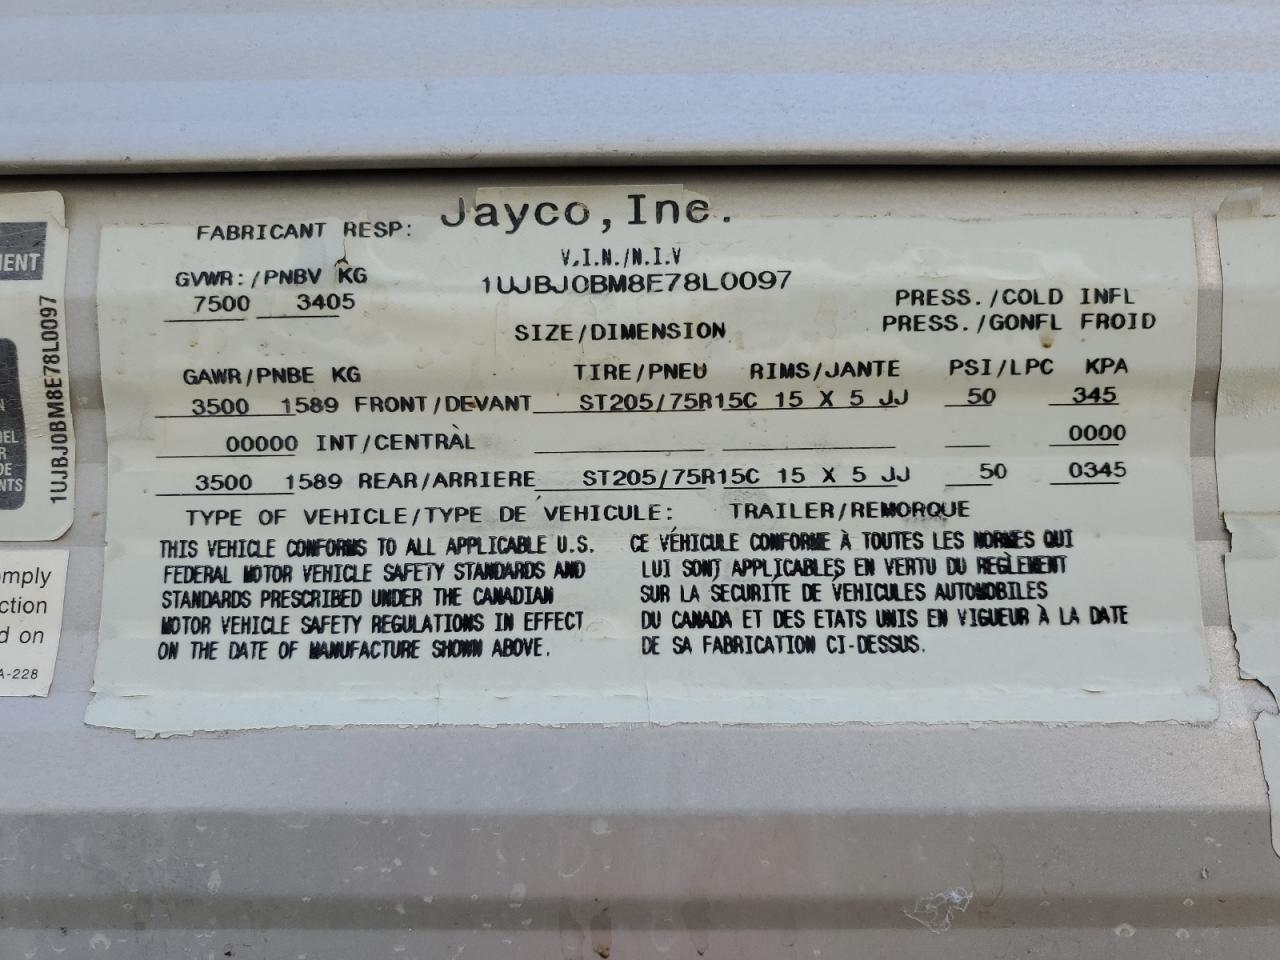 Jayco, Inc.
FABRICANT RESP:
V.I.N./N.I.V
GVWR:/PNBV KG
1UJBJ0BM8E78L0097
7500 3405
PRESS./COLD INFL
SIZE/DIMENSION
PRESS./GONFL FROID
GAWR/PNBE KG TIRE/PNEU RIMS/JANTE PSI/LPC KPA
3500 1589 FRONT/DEVANT ST205/75R15C 15 X 5 JJ 50 345
00000 INT/CENTRAL 0000
3500 1589 REAR/ARRIERE ST205/75R15C 15 X 5 JJ 50 0345
TYPE OF VEHICLE/TYPE DE VEHICULE: TRAILER/REMORQUE
THIS VEHICLE CONFORMS TO ALL APPLICABLE U.S.
FEDERAL MOTOR VEHICLE SAFETY STANDARDS AND
STANDARDS PRESCRIBED UNDER THE CANADIAN
MOTOR VEHICLE SAFETY REGULATIONS IN EFFECT
ON THE DATE OF MANUFACTURE SHOWN ABOVE.
CE VÉHICULE CONFORME À TOUTES LES NORMES QUI
LUI SONT APPLICABLES EN VERTU DU REGLEMENT
SUR LA SECURITE DE VEHICULES AUTOMOBILES
DU CANADA ET DES ETATS UNIS EN VIGUEUR À LA DATE
DE SA FABRICATION CI-DESSUS.
1UJBJ0BM8E78L0097
ENT
DEL
R
DE
NTS
mply
ction
d on
A-228